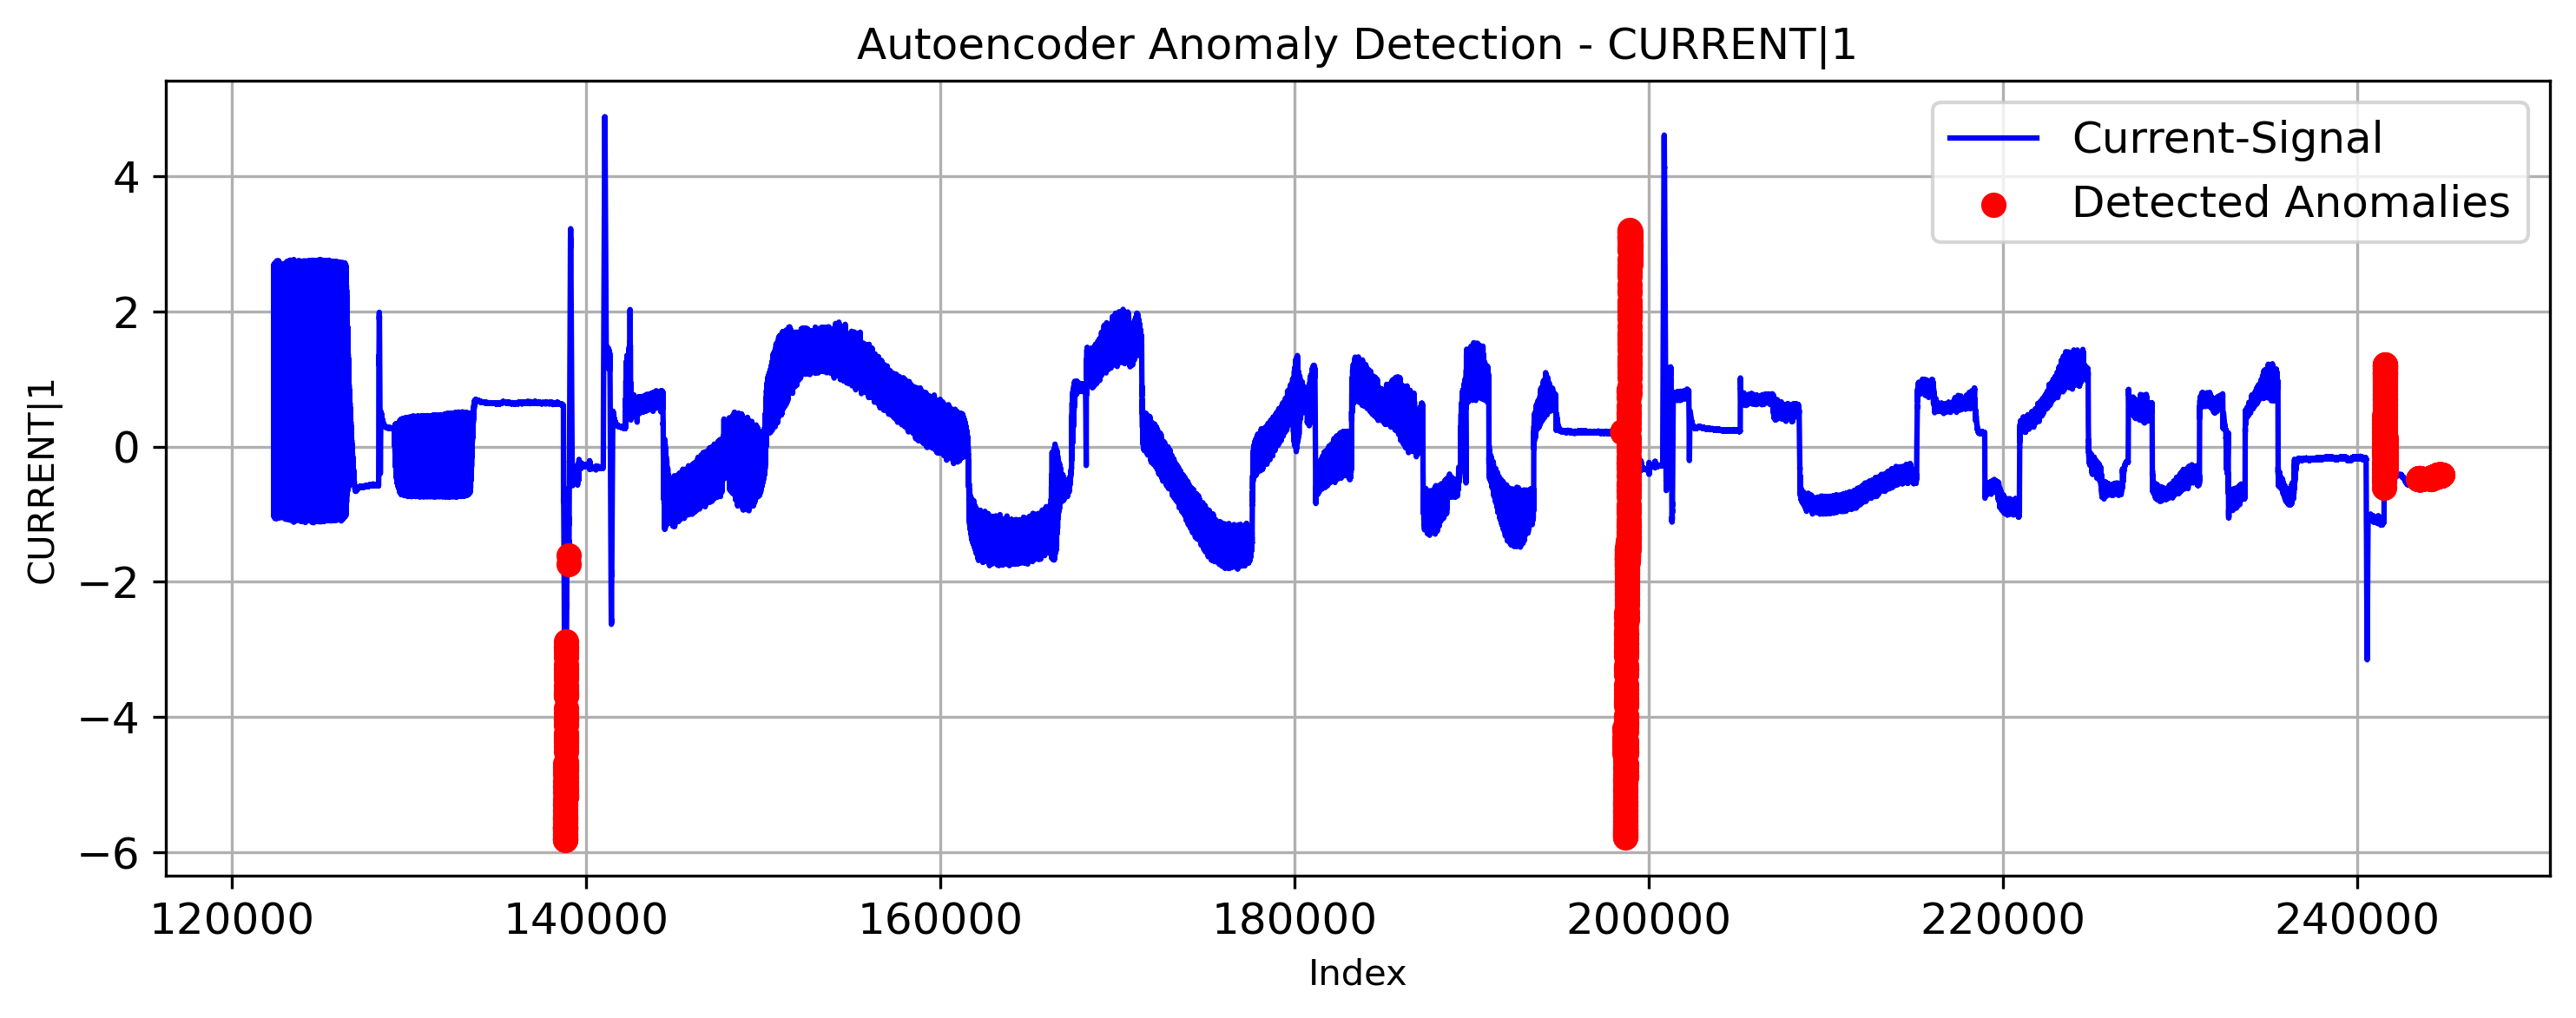 Autoencoder Anomaly Detection - CURRENT|1
Current-Signal
Detected Anomalies
CURRENT|1
4
2
0
−2
−4
−6
120000
140000
160000
180000
200000
220000
240000
Index